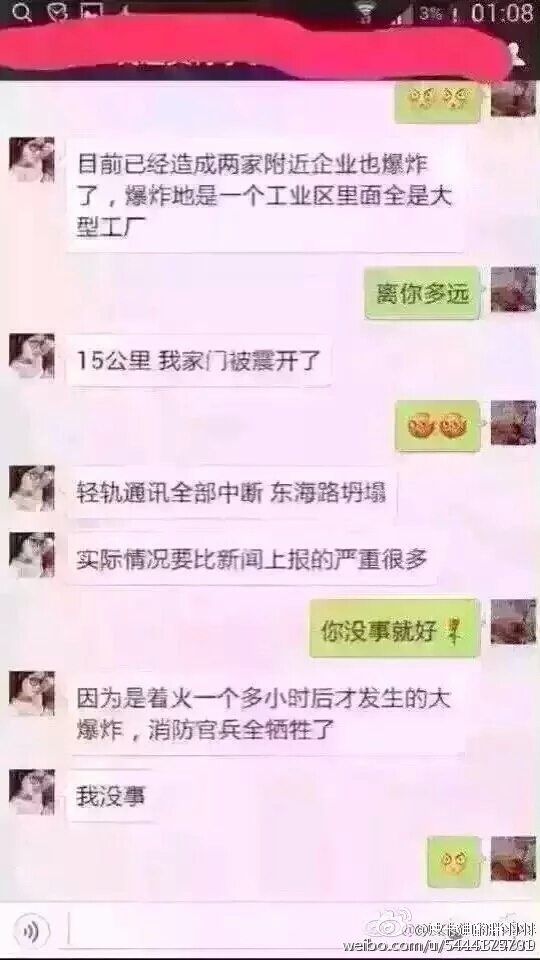 3%
01:08
目前已经造成两家附近企业也爆炸
了，爆炸地是一个工业区里面全是大
型工厂
离你多远
15公里 我家门被震开了
轻轨通讯全部中断 东海路坍塌
实际情况要比新闻上报的严重很多
你没事就好
因为是着火一个多小时后才发生的大
爆炸，消防官兵全牺牲了
我没事